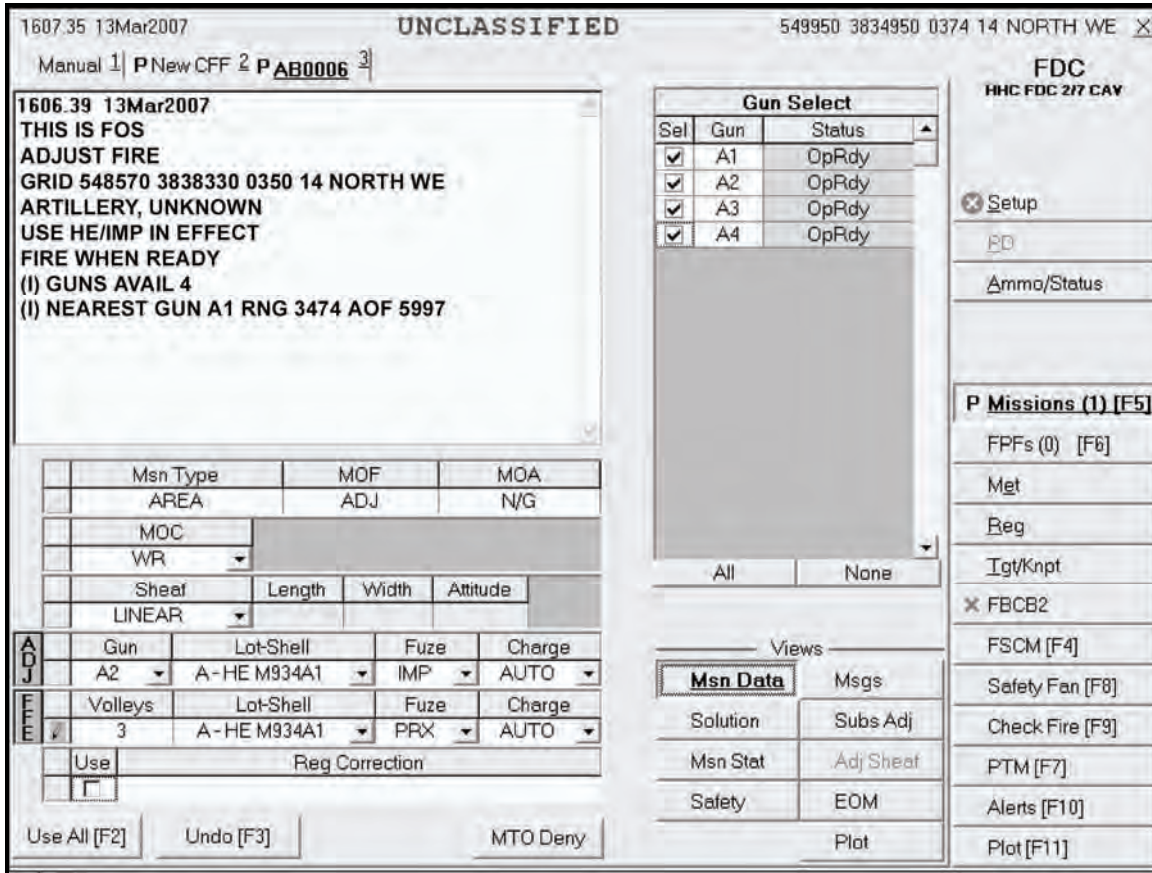 1607.35 13Mar2007 UNCLASSIFIED 549950 3834950 0374 14 NORTH WE X
Manual 1 P New CFF 2 P AB0006 3
FDC
HHC FDC 2/7 CAV
1606.39 13Mar2007
THIS IS FOS
ADJUST FIRE
GRID 548570 3838330 0350 14 NORTH WE
ARTILLERY, UNKNOWN
USE HE/IMP IN EFFECT
FIRE WHEN READY
(I) GUNS AVAIL 4
(I) NEAREST GUN A1 RNG 3474 AOF 5997
Gun Select
Sel Gun Status
A1 OpRdy
A2 OpRdy
A3 OpRdy
A4 OpRdy
All None
Msn Type MOF MOA
AREA ADJ N/G
MOC
WR
Sheaf Length Width Attitude
LINEAR
ADJ
Gun Lot-Shell Fuze Charge
A2 A-HE M934A1 IMP AUTO
FFE
Volleys Lot-Shell Fuze Charge
3 A-HE M934A1 PRX AUTO
Use Reg Correction
Use All [F2] Undo [F3] MTO Deny
Views
Msn Data Msgs
Solution Subs Adj
Msn Stat Adj Sheaf
Safety EOM
Plot
Setup
Ammo/Status
P Missions (1) [F5]
FPFs (0) [F6]
Met
Reg
Tgt/Knpt
FBCB2
FSCM [F4]
Safety Fan [F8]
Check Fire [F9]
PTM [F7]
Alerts [F10]
Plot [F11]